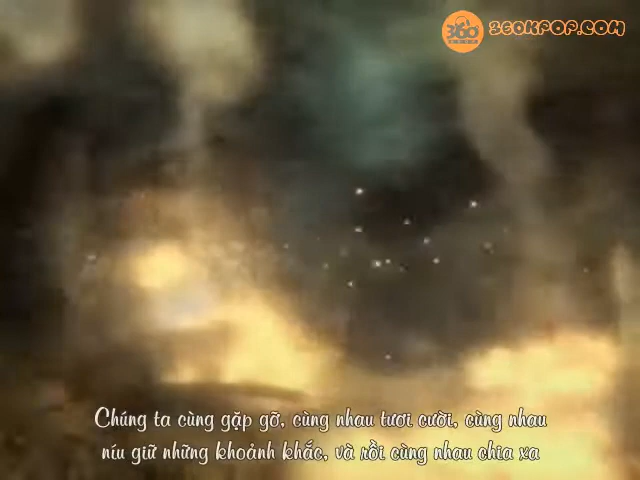 360KPOP.COM
Chúng ta cùng gặp gỡ, cùng nhau tươi cười, cùng nhau
níu giữ những khoảnh khắc, và rồi cùng nhau chia xa